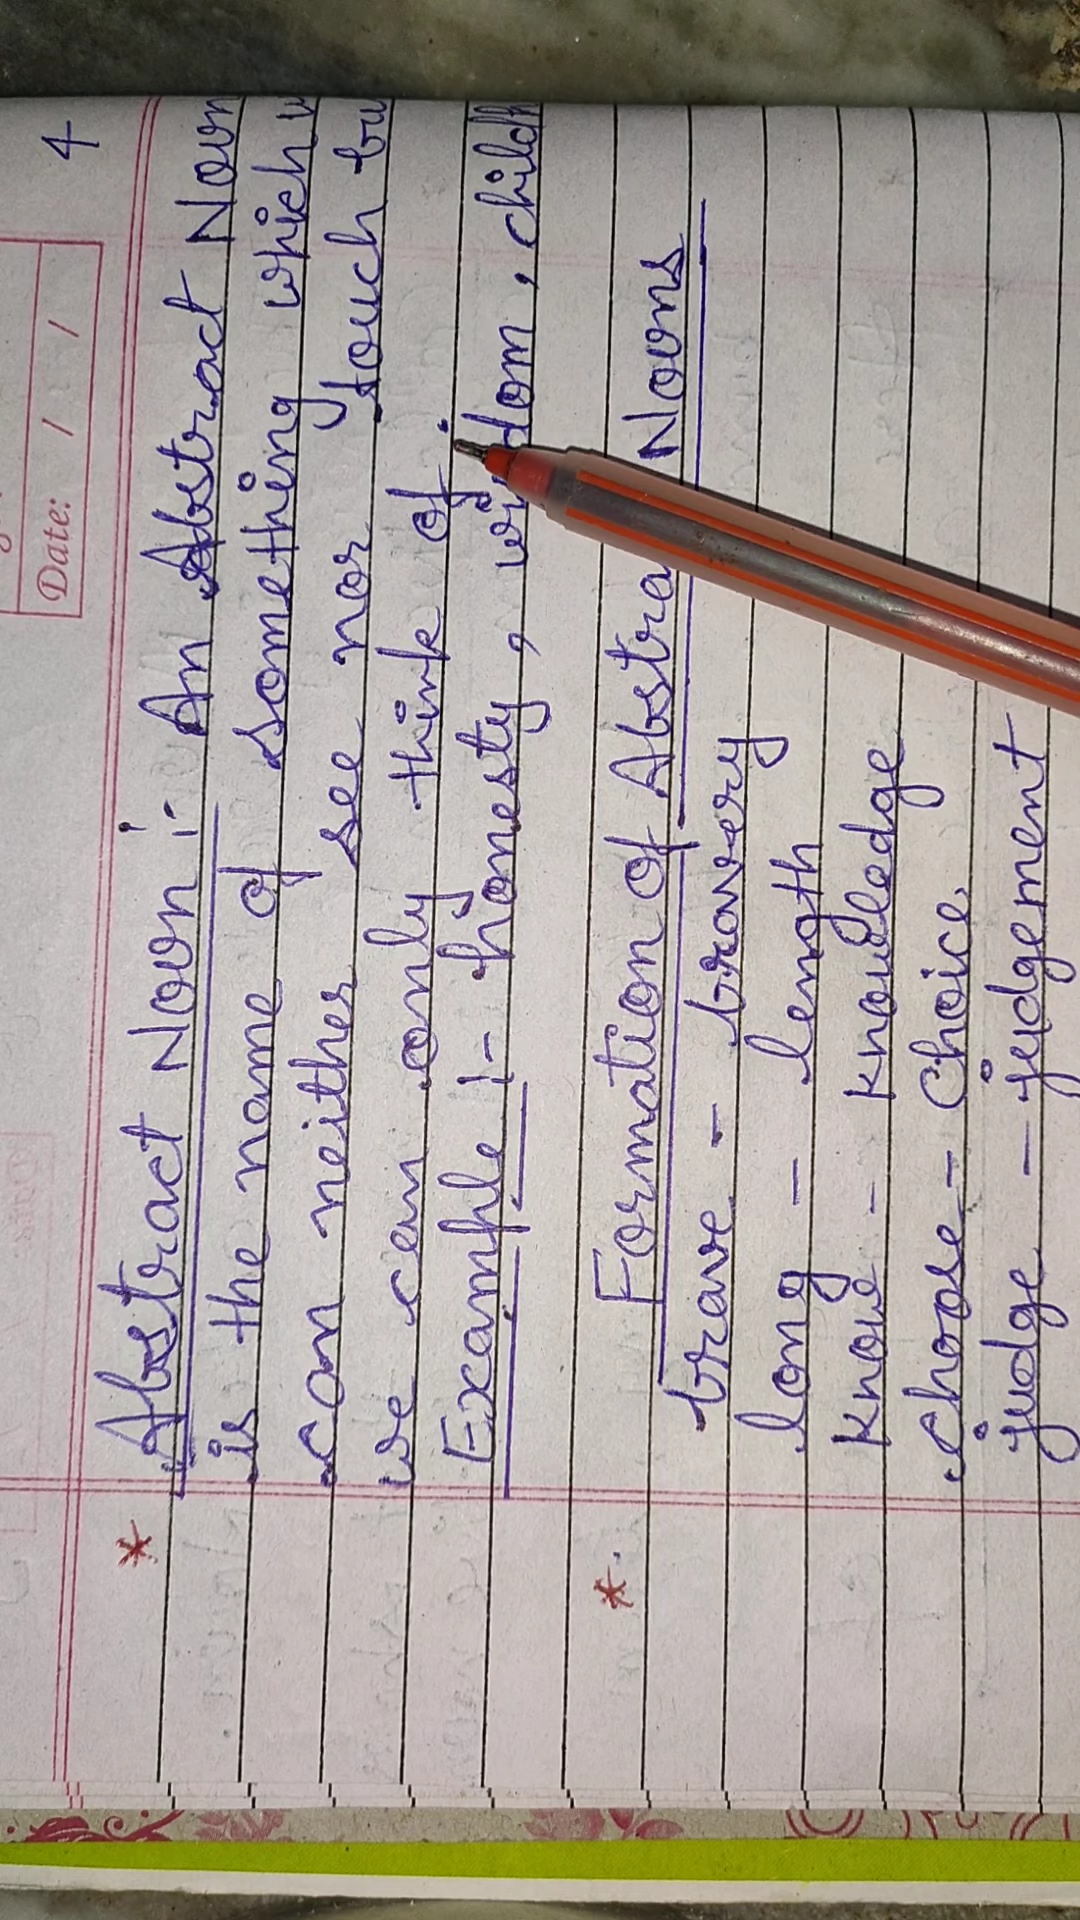 4
Date: / /
* Abstract Noun :- An Abstract Noun
is the name of something which
can neither see nor touch
we can only think of.
Example :- honesty, wisdom,
* Formation of Abstract Nouns
brave - bravery
long - length
know - knowledge
choose - Choice
judge - judgement